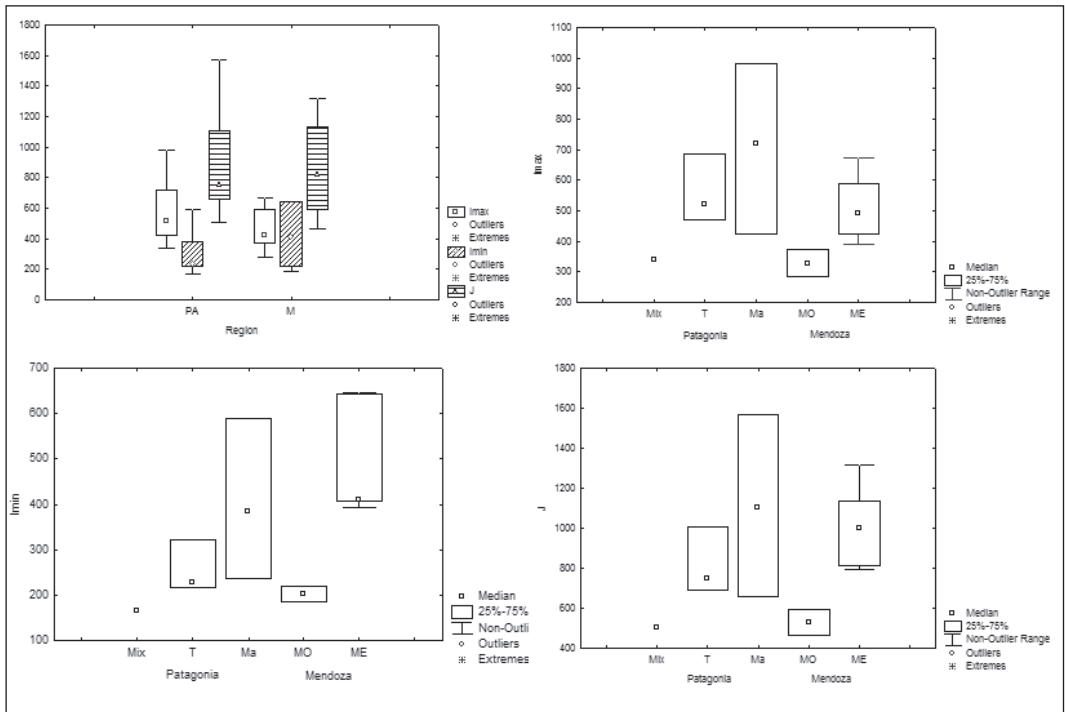 1800
1600
1400
1200
1000
800
600
400
200
0
PA M
Region
Imax
Outliers
Extremes
Imin
Outliers
Extremes
J
Outliers
Extremes
1100
1000
900
800
700
600
500
400
300
200
Imax
Mix T Ma MO ME
Patagonia Mendoza
Median
25%-75%
Non-Outlier Range
Outliers
Extremes
700
600
500
400
300
200
100
Imin
Mix T Ma MO ME
Patagonia Mendoza
Median
25%-75%
Non-Outli
Outliers
Extremes
1800
1600
1400
1200
1000
800
600
400
J
Mix T Ma MO ME
Patagonia Mendoza
Median
25%-75%
Non-Outlier Range
Outliers
Extremes